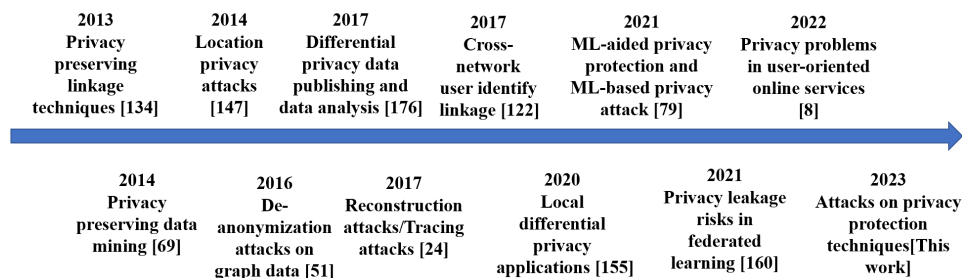 2013
Privacy
preserving
linkage
techniques [134]
2014
Location
privacy
attacks
[147]
2017
Differential
privacy data
publishing and
data analysis [176]
2017
Cross-
network
user identify
linkage [122]
2021
ML-aided privacy
protection and
ML-based privacy
attack [79]
2022
Privacy problems
in user-oriented
online services
[8]
2014
Privacy
preserving data
mining [69]
2016
De-
anonymization
attacks on
graph data [51]
2017
Reconstruction
attacks/Tracing
attacks [24]
2020
Local
differential
privacy
applications [155]
2021
Privacy leakage
risks in
federated
learning [160]
2023
Attacks on privacy
protection
techniques[This
work]